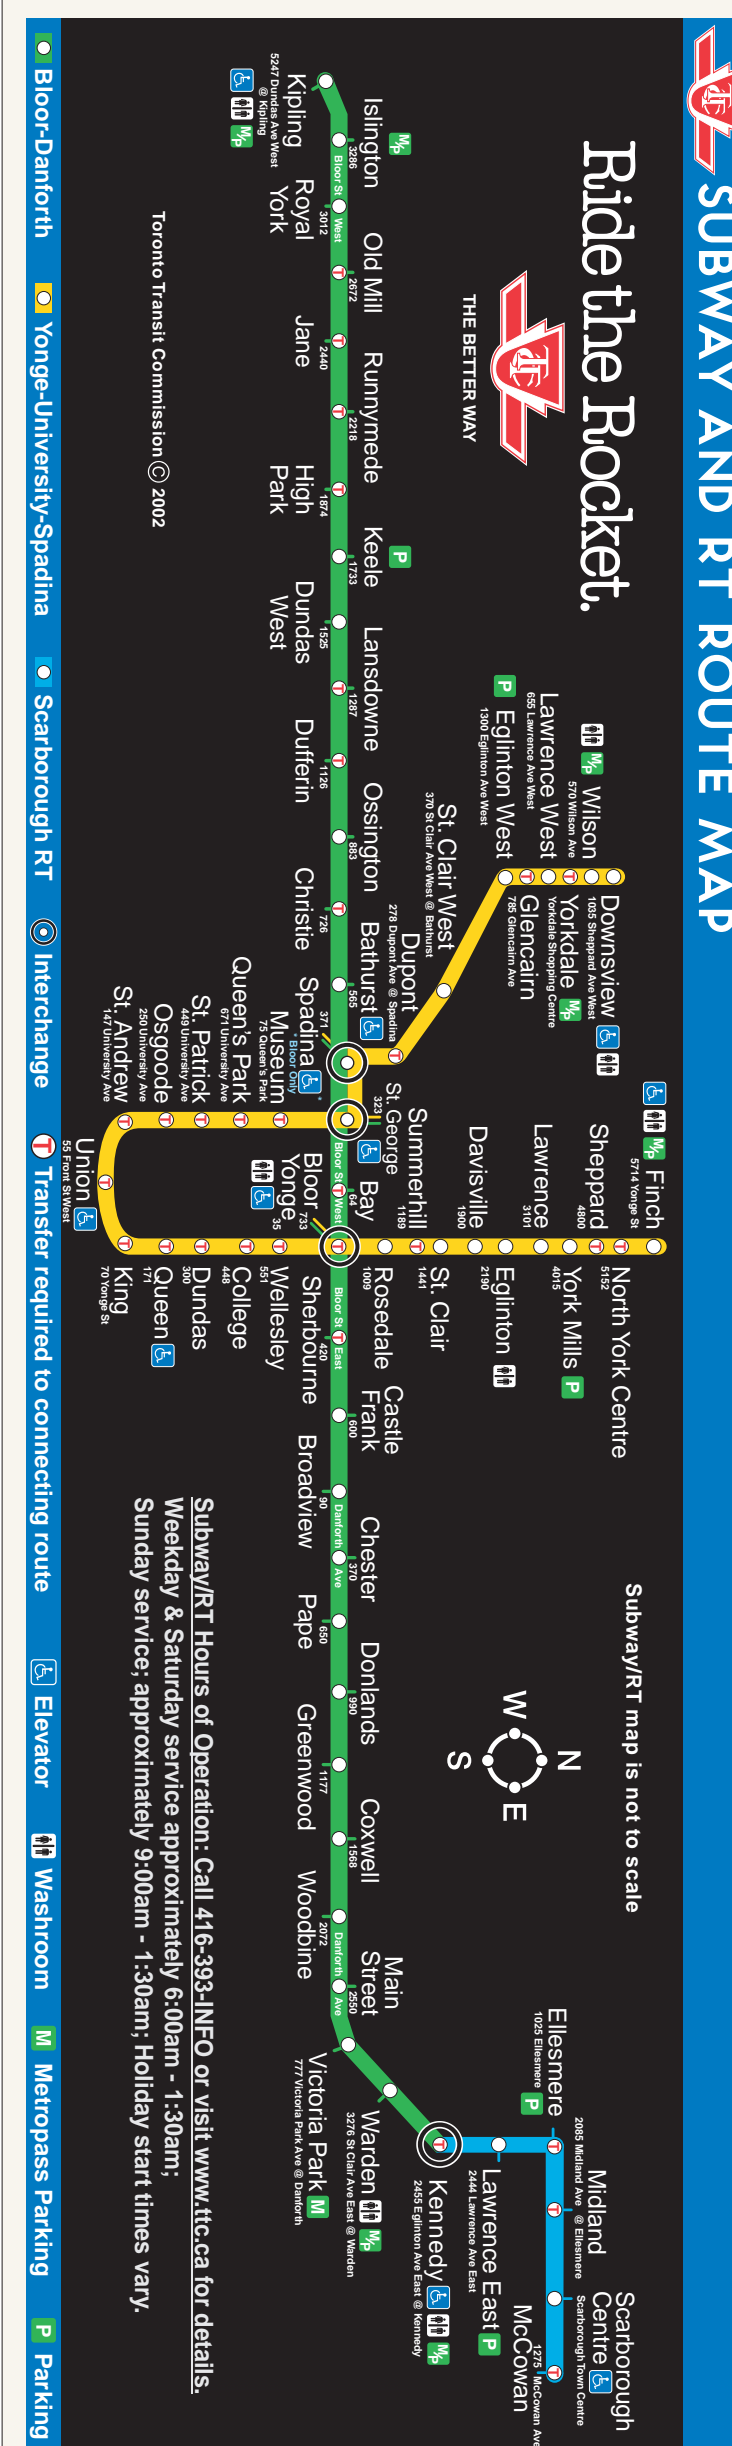 SUBWAY AND RT ROUTE MAP
Ride the Rocket.
THE BETTER WAY
Subway/RT map is not to scale
N
W
E
S
Kipling
5247 Dundas Ave West
@ Kipling
M/P
Islington
3286
M/P
Bloor St
West
Royal
York
3012
Old Mill
2672
Jane
2440
Runnymede
2218
High
Park
1874
Keele
1733
P
Dundas
West
1525
Lansdowne
1287
Dufferin
1126
Ossington
883
Christie
726
Bathurst
565
Spadina
371
* Bloor Only
*
St. George
323
Bloor St
West
Bay
64
Bloor
Yonge
733
35
Bloor St
East
Sherbourne
420
Castle
Frank
600
Broadview
90
Danforth
Ave
Chester
370
Pape
650
Donlands
990
Greenwood
1177
Coxwell
1568
Woodbine
2072
Danforth
Ave
Main
Street
2550
Victoria Park
M
777 Victoria Park Ave @ Danforth
Warden
M/P
3276 St Clair Ave East @ Warden
Kennedy
M/P
2455 Eglinton Ave East @ Kennedy
Lawrence East
P
2444 Lawrence Ave East
Ellesmere
1025 Ellesmere
P
Midland
2085 Midland Ave @ Ellesmere
Scarborough
Centre
Scarborough Town Centre
McCowan
1275 McCowan Ave
Downsview
1035 Sheppard Ave West
Wilson
570 Wilson Ave
M/P
Yorkdale
M/P
Yorkdale Shopping Centre
Lawrence West
655 Lawrence Ave West
Glencairn
785 Glencairn Ave
Eglinton West
1300 Eglinton Ave West
P
St. Clair West
370 St Clair Ave West @ Bathurst
Dupont
278 Dupont Ave @ Spadina
Museum
75 Queen's Park
Queen's Park
671 University Ave
St. Patrick
449 University Ave
Osgoode
250 University Ave
St. Andrew
147 University Ave
Union
55 Front St West
King
70 Yonge St
Queen
171
Dundas
300
College
448
Wellesley
551
Rosedale
1009
Summerhill
1189
St. Clair
1441
Davisville
1900
Eglinton
2190
Lawrence
3101
York Mills
P
4015
Sheppard
4800
North York Centre
5152
Finch
5714 Yonge St
M/P
Toronto Transit Commission © 2002
Subway/RT Hours of Operation: Call 416-393-INFO or visit www.ttc.ca for details.
Weekday & Saturday service approximately 6:00am - 1:30am;
Sunday service; approximately 9:00am - 1:30am; Holiday start times vary.
Bloor-Danforth
Yonge-University-Spadina
Scarborough RT
Interchange
T Transfer required to connecting route
Elevator
Washroom
M Metropass Parking
P Parking